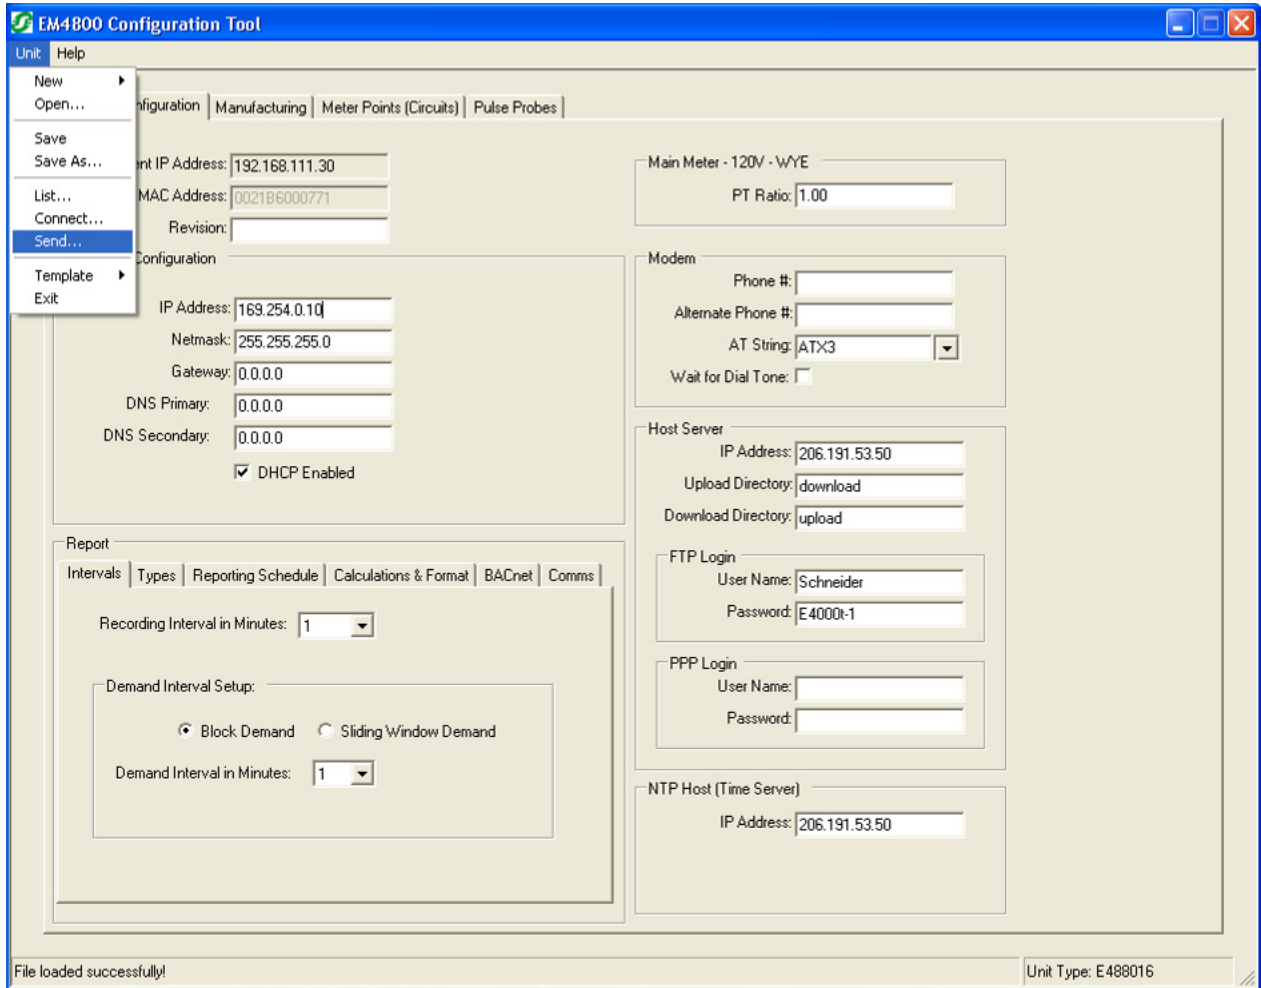 EM4800 Configuration Tool
Unit Help
New
Open...
Save
Save As...
List...
Connect...
Send...
Template
Exit
nfiguration Manufacturing Meter Points (Circuits) Pulse Probes
ent IP Address: 192.168.111.30
MAC Address: 0021B6000771
Revision:
Configuration
IP Address: 169.254.0.10
Netmask: 255.255.255.0
Gateway: 0.0.0.0
DNS Primary: 0.0.0.0
DNS Secondary: 0.0.0.0
DHCP Enabled
Report
Intervals Types Reporting Schedule Calculations & Format BACnet Comms
Recording Interval in Minutes: 1
Demand Interval Setup:
Block Demand Sliding Window Demand
Demand Interval in Minutes: 1
Main Meter - 120V - WYE
PT Ratio: 1.00
Modem
Phone #:
Alternate Phone #:
AT String: ATX3
Wait for Dial Tone:
Host Server
IP Address: 206.191.53.50
Upload Directory: download
Download Directory: upload
FTP Login
User Name: Schneider
Password: E4000t-1
PPP Login
User Name:
Password:
NTP Host (Time Server)
IP Address: 206.191.53.50
File loaded successfully!
Unit Type: E488016